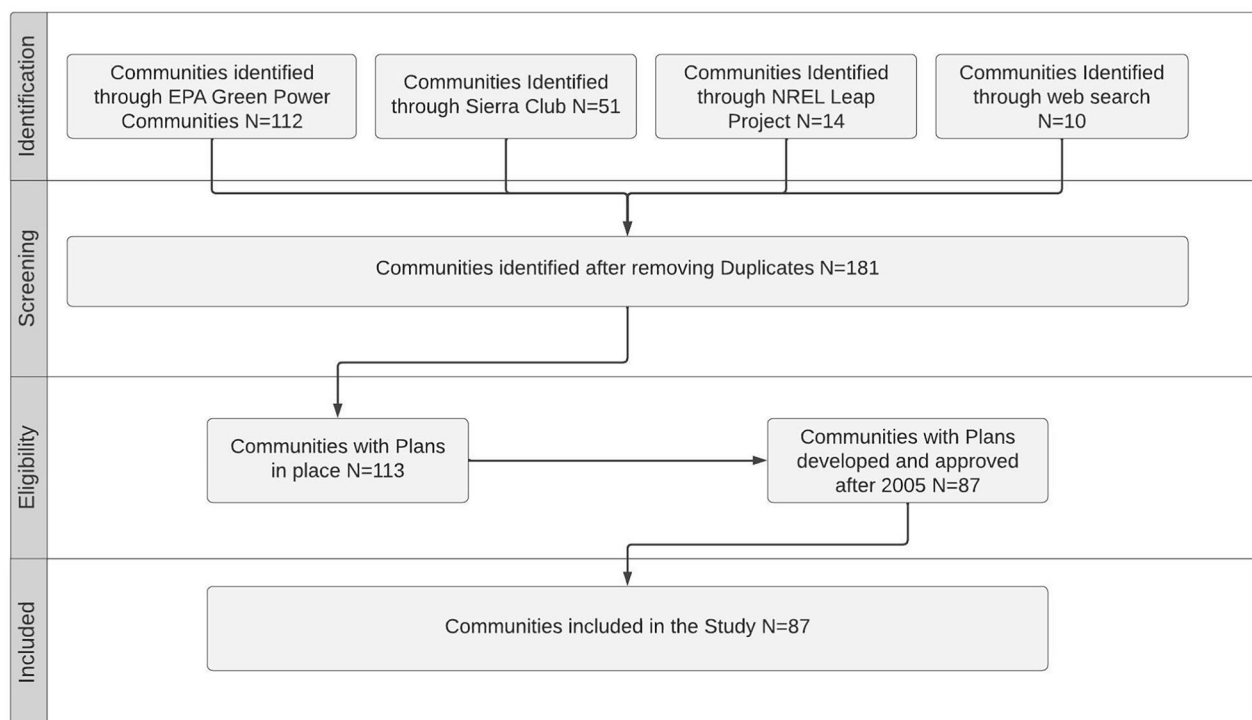 Identification
Communities identified
through EPA Green Power
Communities N=112
Communities Identified
through Sierra Club N=51
Communities Identified
through NREL Leap
Project N=14
Communities Identified
through web search
N=10
Screening
Communities identified after removing Duplicates N=181
Eligibility
Communities with Plans
in place N=113
Communities with Plans
developed and approved
after 2005 N=87
Included
Communities included in the Study N=87